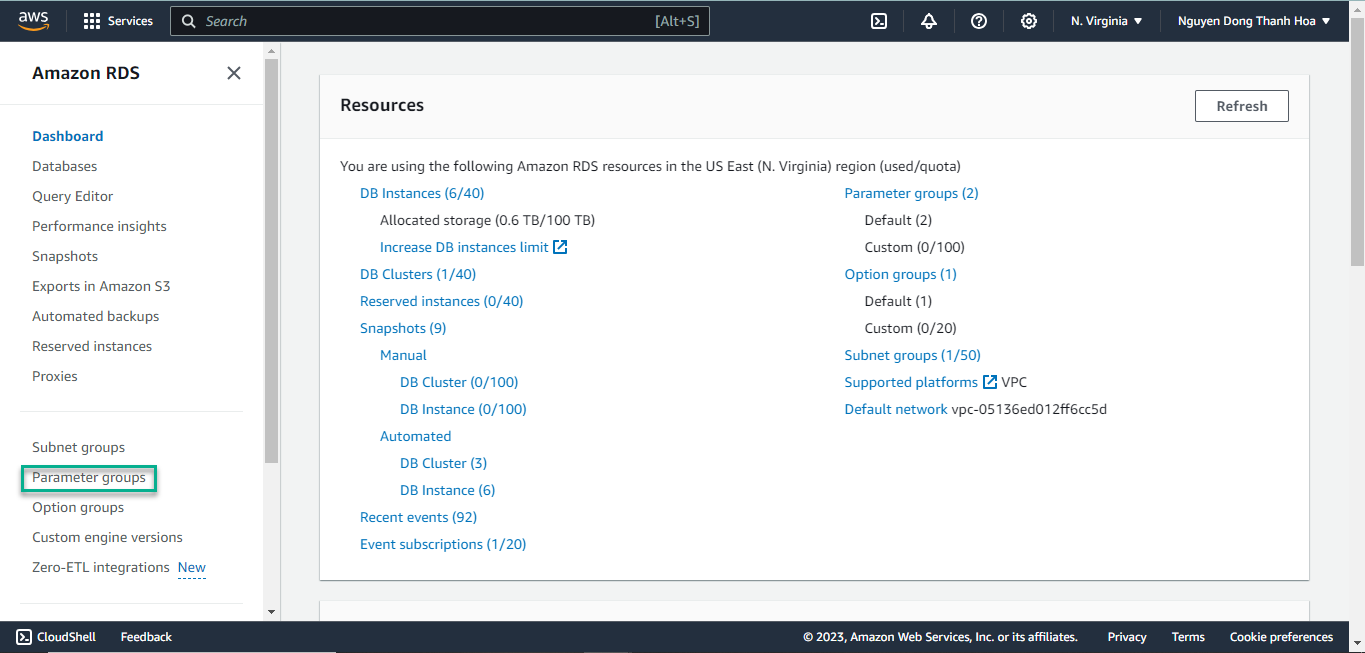 aws
Services
Search
[Alt+S]
N. Virginia
Nguyen Dong Thanh Hoa
Amazon RDS
Dashboard
Databases
Query Editor
Performance insights
Snapshots
Exports in Amazon S3
Automated backups
Reserved instances
Proxies
Subnet groups
Parameter groups
Option groups
Custom engine versions
Zero-ETL integrations New
Resources
Refresh
You are using the following Amazon RDS resources in the US East (N. Virginia) region (used/quota)
DB Instances (6/40)
Allocated storage (0.6 TB/100 TB)
Increase DB instances limit
DB Clusters (1/40)
Reserved instances (0/40)
Snapshots (9)
Manual
DB Cluster (0/100)
DB Instance (0/100)
Automated
DB Cluster (3)
DB Instance (6)
Recent events (92)
Event subscriptions (1/20)
Parameter groups (2)
Default (2)
Custom (0/100)
Option groups (1)
Default (1)
Custom (0/20)
Subnet groups (1/50)
Supported platforms VPC
Default network vpc-05136ed012ff6cc5d
CloudShell
Feedback
© 2023, Amazon Web Services, Inc. or its affiliates.
Privacy
Terms
Cookie preferences